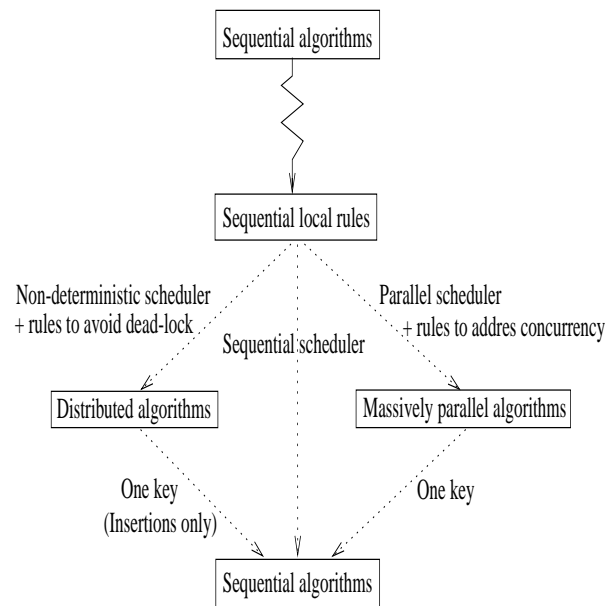 Sequential algorithms
Sequential local rules
Non-deterministic scheduler
+ rules to avoid dead-lock
Sequential scheduler
Parallel scheduler
+ rules to addres concurrency
Distributed algorithms
Massively parallel algorithms
One key
(Insertions only)
One key
Sequential algorithms